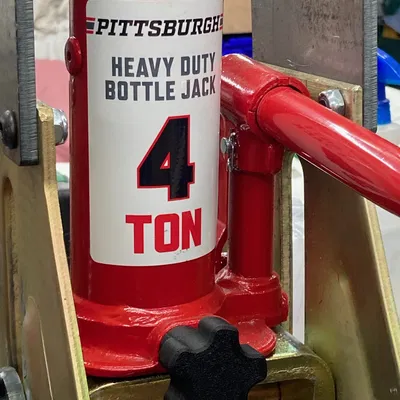 PITTSBURGH
HEAVY DUTY
BOTTLE JACK
4
TON